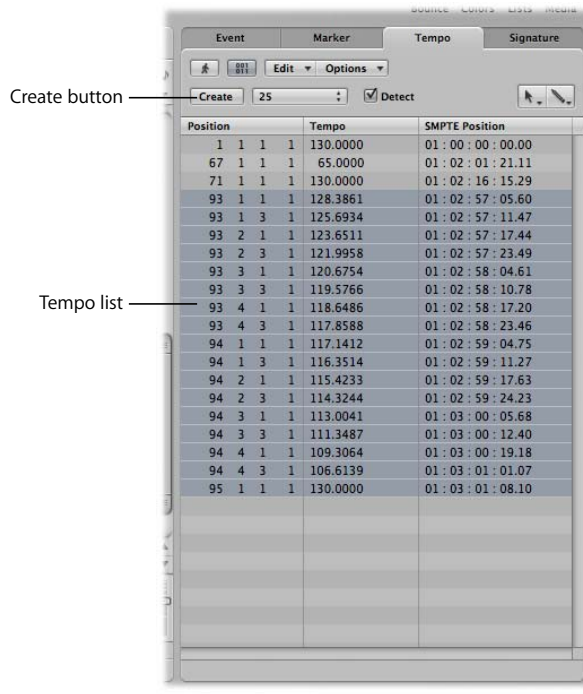 Bounce Colors Lists Media
Event Marker Tempo Signature
001
011
Edit Options
Create button
Create 25 Detect
Position Tempo SMPTE Position
1 1 1 1 130.0000 01 : 00 : 00 : 00.00
67 1 1 1 65.0000 01 : 02 : 01 : 21.11
71 1 1 1 130.0000 01 : 02 : 16 : 15.29
93 1 1 1 128.3861 01 : 02 : 57 : 05.60
93 1 3 1 125.6934 01 : 02 : 57 : 11.47
93 2 1 1 123.6511 01 : 02 : 57 : 17.44
93 2 3 1 121.9958 01 : 02 : 57 : 23.49
93 3 1 1 120.6754 01 : 02 : 58 : 04.61
93 3 3 1 119.5766 01 : 02 : 58 : 10.78
Tempo list
93 4 1 1 118.6486 01 : 02 : 58 : 17.20
93 4 3 1 117.8588 01 : 02 : 58 : 23.46
94 1 1 1 117.1412 01 : 02 : 59 : 04.75
94 1 3 1 116.3514 01 : 02 : 59 : 11.27
94 2 1 1 115.4233 01 : 02 : 59 : 17.63
94 2 3 1 114.3244 01 : 02 : 59 : 24.23
94 3 1 1 113.0041 01 : 03 : 00 : 05.68
94 3 3 1 111.3487 01 : 03 : 00 : 12.40
94 4 1 1 109.3064 01 : 03 : 00 : 19.18
94 4 3 1 106.6139 01 : 03 : 01 : 01.07
95 1 1 1 130.0000 01 : 03 : 01 : 08.10